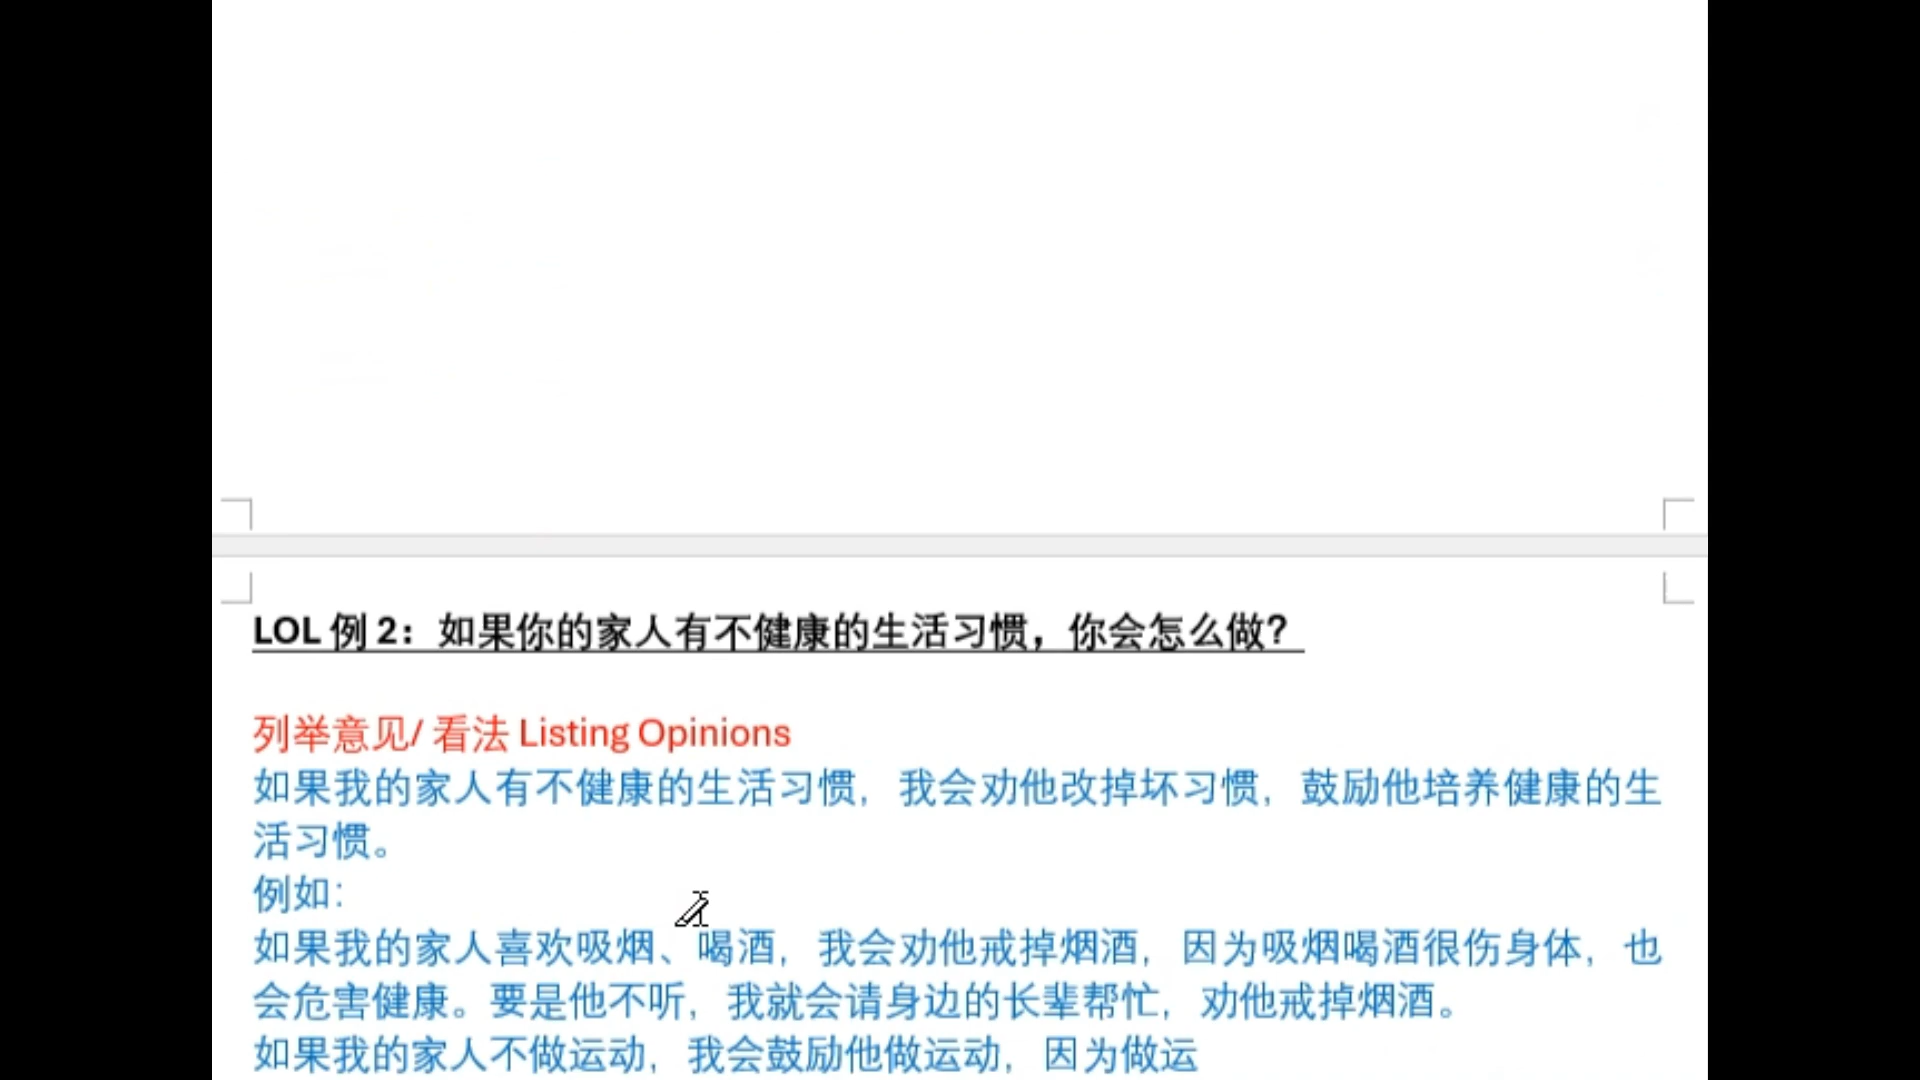 LOL 例 2：如果你的家人有不健康的生活习惯，你会怎么做？
列举意见/ 看法 Listing Opinions
如果我的家人有不健康的生活习惯，我会劝他改掉坏习惯，鼓励他培养健康的生
活习惯。
例如：
如果我的家人喜欢吸烟、喝酒，我会劝他戒掉烟酒，因为吸烟喝酒很伤身体，也
会危害健康。要是他不听，我就会请身边的长辈帮忙，劝他戒掉烟酒。
如果我的家人不做运动，我会鼓励他做运动，因为做运